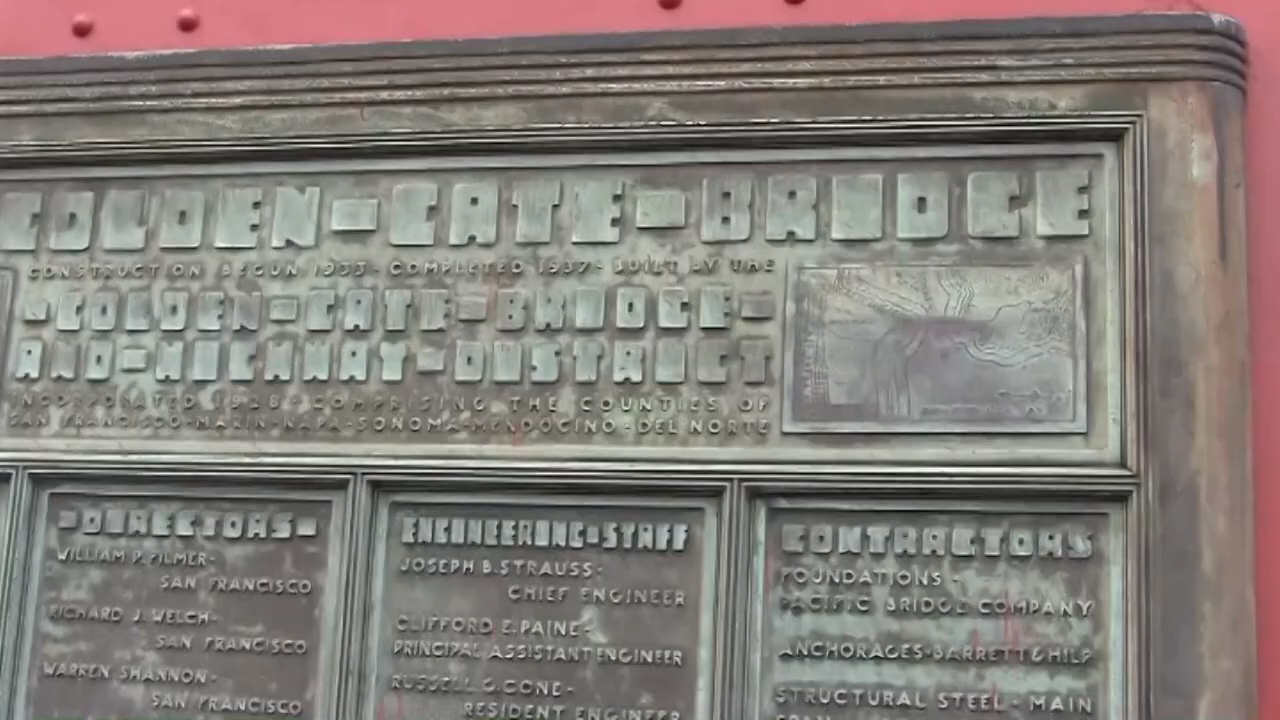 GOLDEN-GATE-BRIDGE
CONSTRUCTION BEGUN 1933 - COMPLETED 1937 - BUILT BY THE
-GOLDEN-GATE-BRIDGE-
AND-HIGHWAY-DISTRICT
INCORPORATED 1928 - COMPRISING THE COUNTIES OF
SAN FRANCISCO-MARIN-NAPA-SONOMA-MENDOCINO-DEL NORTE
-DIRECTORS-
WILLIAM P. FILMER-
SAN FRANCISCO
RICHARD J. WELCH-
SAN FRANCISCO
WARREN SHANNON-
SAN FRANCISCO
ENGINEERING-STAFF
JOSEPH B. STRAUSS-
CHIEF ENGINEER
CLIFFORD E. PAINE-
PRINCIPAL ASSISTANT ENGINEER
RUSSELL G. CONE-
RESIDENT ENGINEER
CONTRACTORS
FOUNDATIONS -
PACIFIC BRIDGE COMPANY
ANCHORAGES-BARRETT & HILP
STRUCTURAL STEEL - MAIN
SPAN